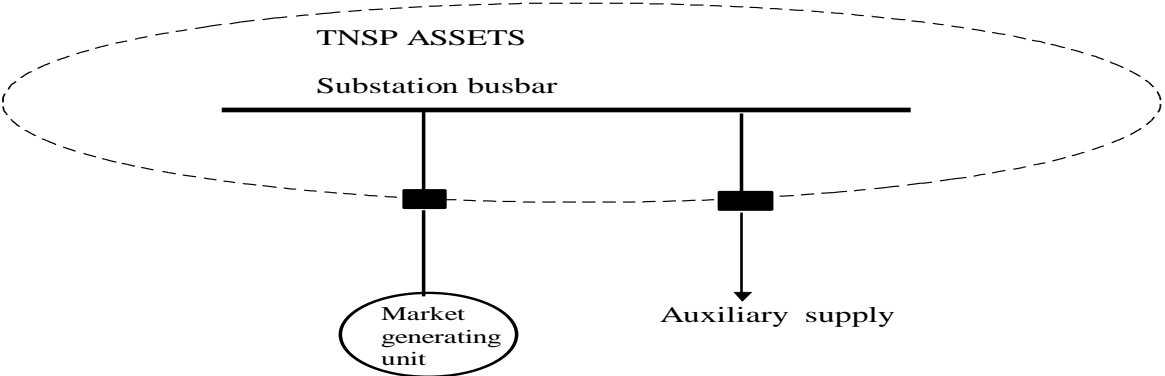 TNSP ASSETS
Substation busbar
Market
generating
unit
Auxiliary supply